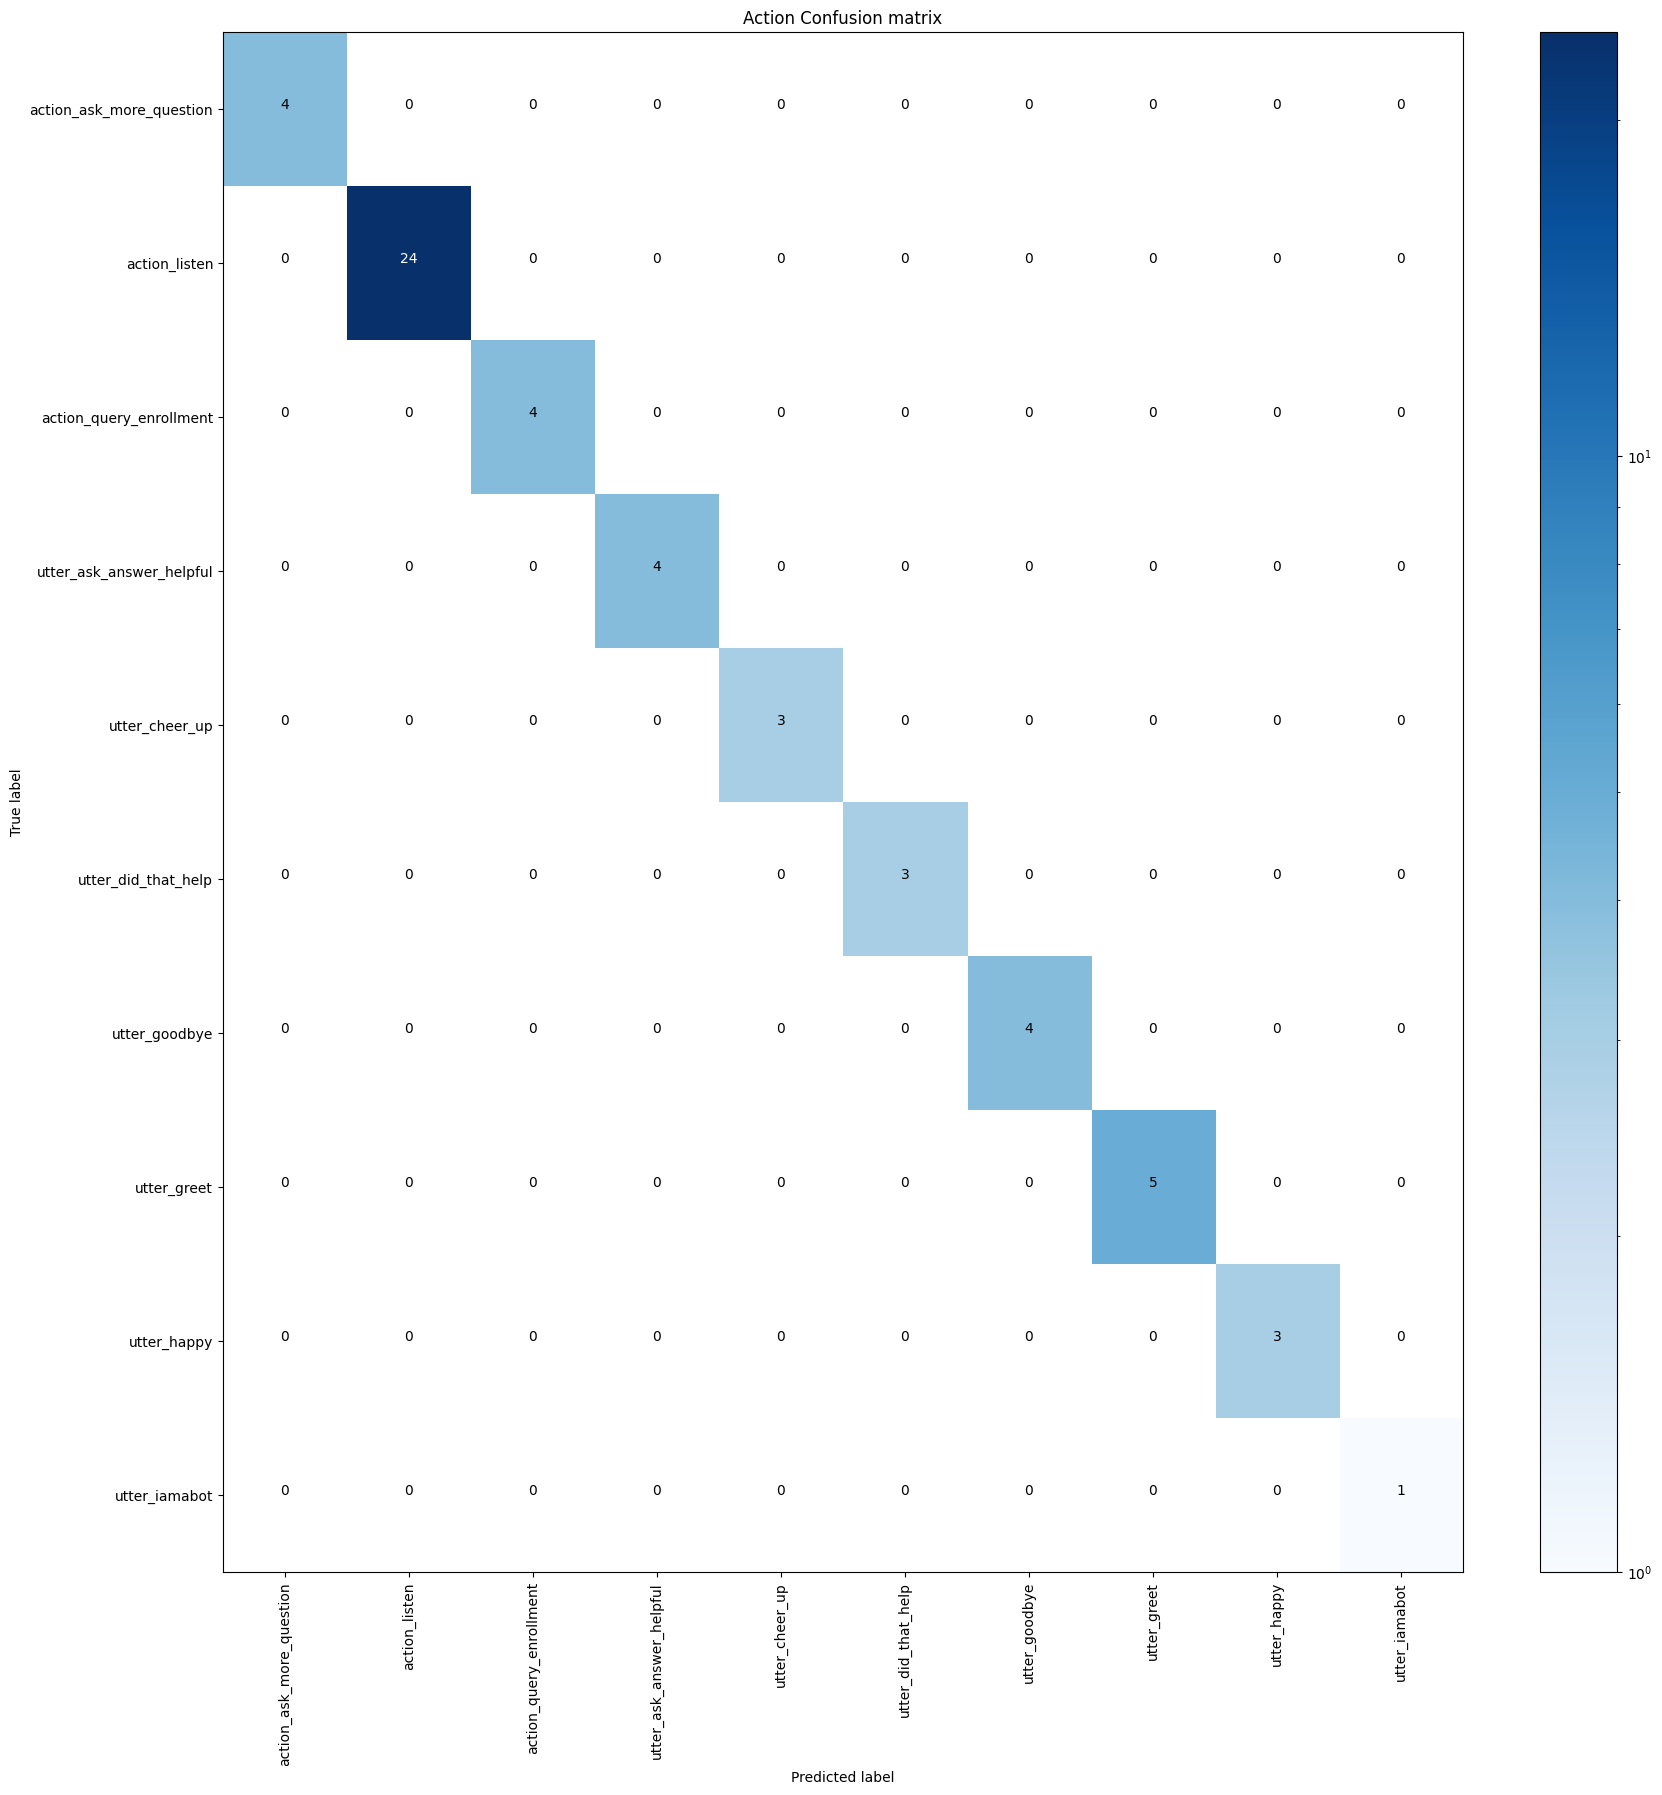 Action Confusion matrix
True label
action_ask_more_question 4 0 0 0 0 0 0 0 0 0
action_listen 0 24 0 0 0 0 0 0 0 0
action_query_enrollment 0 0 4 0 0 0 0 0 0 0
utter_ask_answer_helpful 0 0 0 4 0 0 0 0 0 0
utter_cheer_up 0 0 0 0 3 0 0 0 0 0
utter_did_that_help 0 0 0 0 0 3 0 0 0 0
utter_goodbye 0 0 0 0 0 0 4 0 0 0
utter_greet 0 0 0 0 0 0 0 5 0 0
utter_happy 0 0 0 0 0 0 0 0 3 0
utter_iamabot 0 0 0 0 0 0 0 0 0 1
action_ask_more_question
action_listen
action_query_enrollment
utter_ask_answer_helpful
utter_cheer_up
utter_did_that_help
utter_goodbye
utter_greet
utter_happy
utter_iamabot
Predicted label
10¹
10⁰